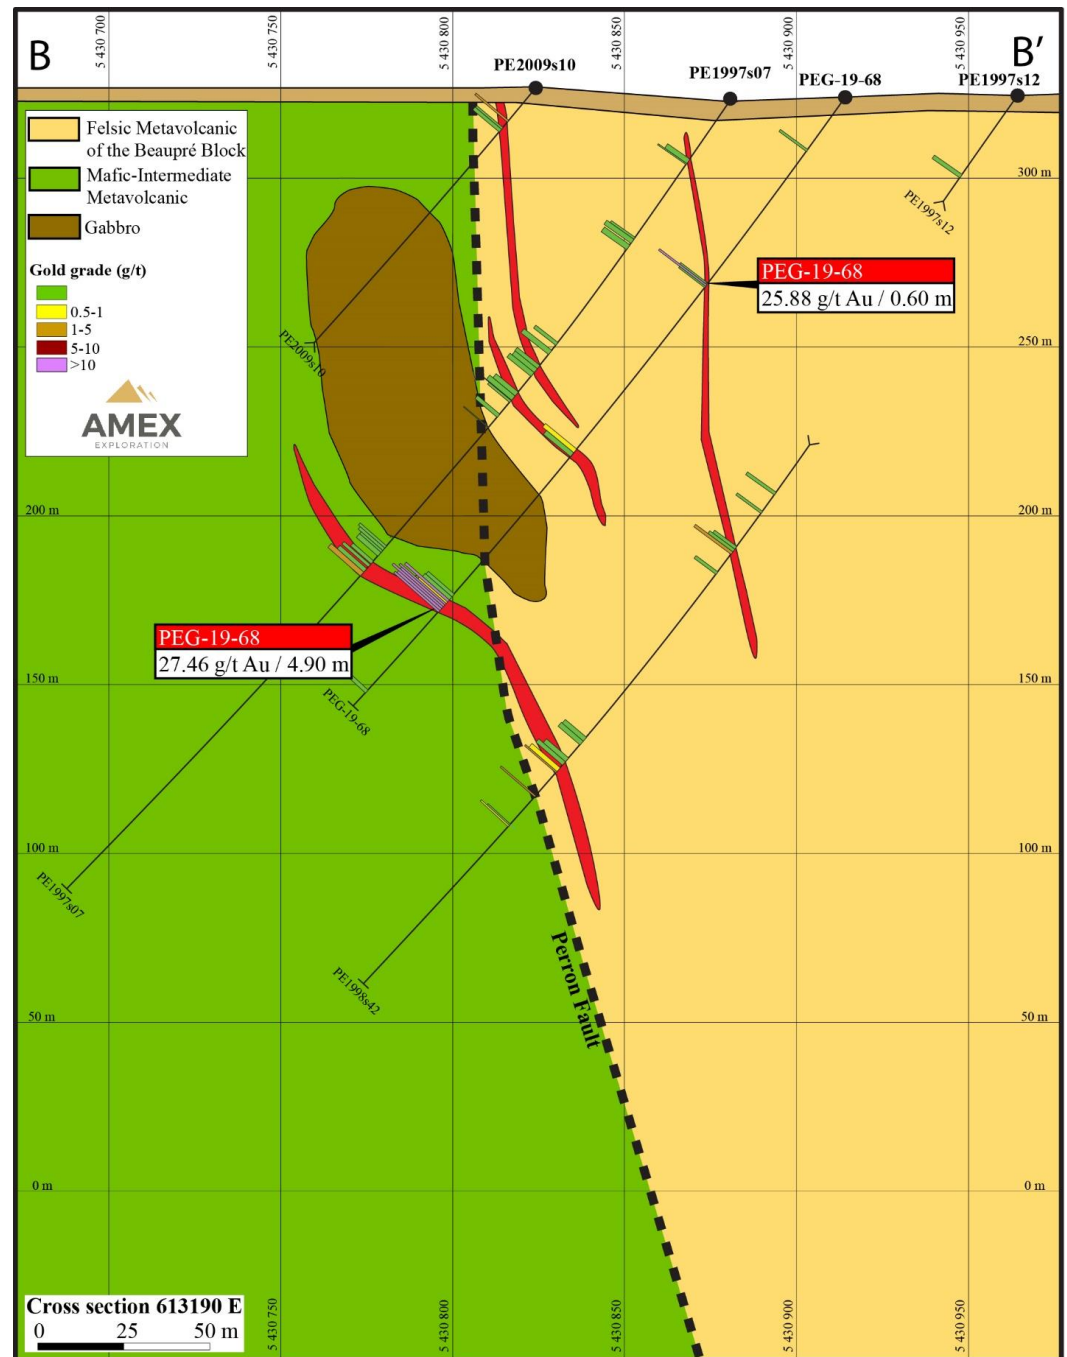 B
B'
5 430 700
5 430 750
5 430 800
5 430 850
5 430 900
5 430 950
PE2009s10
PE1997s07
PEG-19-68
PE1997s12
Felsic Metavolcanic
of the Beaupré Block
Mafic-Intermediate
Metavolcanic
Gabbro
Gold grade (g/t)
0.5-1
1-5
5-10
>10
AMEX
EXPLORATION
300 m
PE1997s12
PEG-19-68
25.88 g/t Au / 0.60 m
PE2009s10
250 m
250 m
200 m
200 m
PEG-19-68
27.46 g/t Au / 4.90 m
PEG-19-68
150 m
150 m
100 m
100 m
PE1997s07
PE1998s42
Perron Fault
50 m
50 m
0 m
0 m
Cross section 613190 E
0 25 50 m
5 430 750
5 430 800
5 430 850
5 430 900
5 430 950